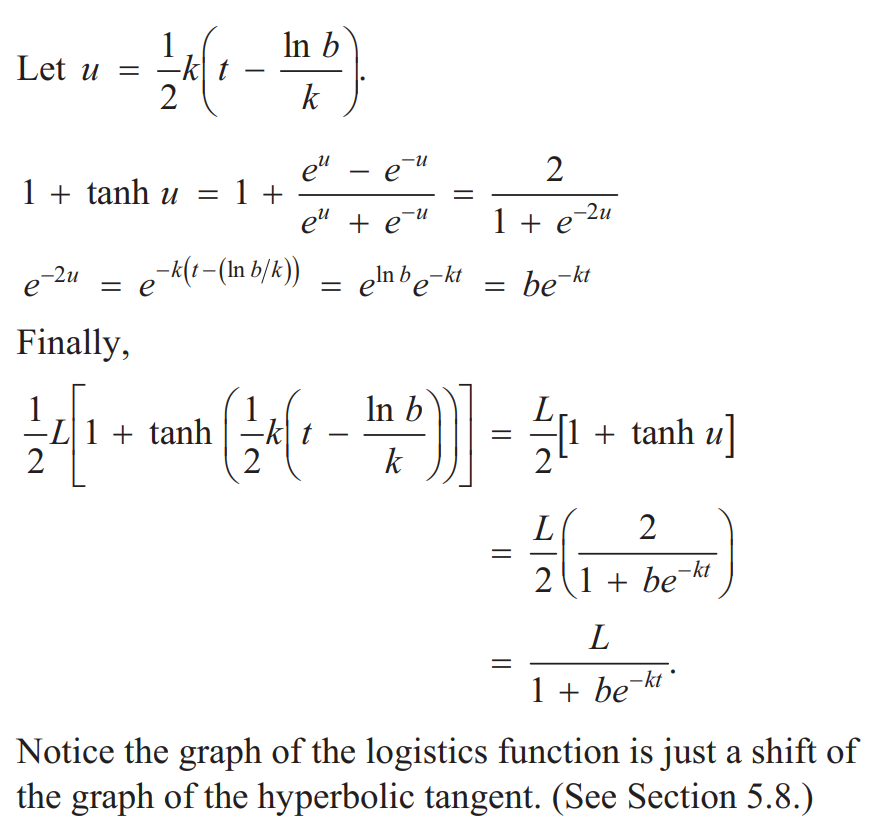 Let u = \frac{1}{2}k\left(t - \frac{\ln b}{k}\right).
1 + \tanh u = 1 + \frac{e^{u} - e^{-u}}{e^{u} + e^{-u}} = \frac{2}{1 + e^{-2u}}
e^{-2u} = e^{-k(t-(\ln b/k))} = e^{\ln b}e^{-kt} = be^{-kt}
Finally,
\frac{1}{2}L\left[1 + \tanh\left(\frac{1}{2}k\left(t - \frac{\ln b}{k}\right)\right)\right] = \frac{L}{2}[1 + \tanh u]
= \frac{L}{2}\left(\frac{2}{1 + be^{-kt}}\right)
= \frac{L}{1 + be^{-kt}}.
Notice the graph of the logistics function is just a shift of
the graph of the hyperbolic tangent. (See Section 5.8.)